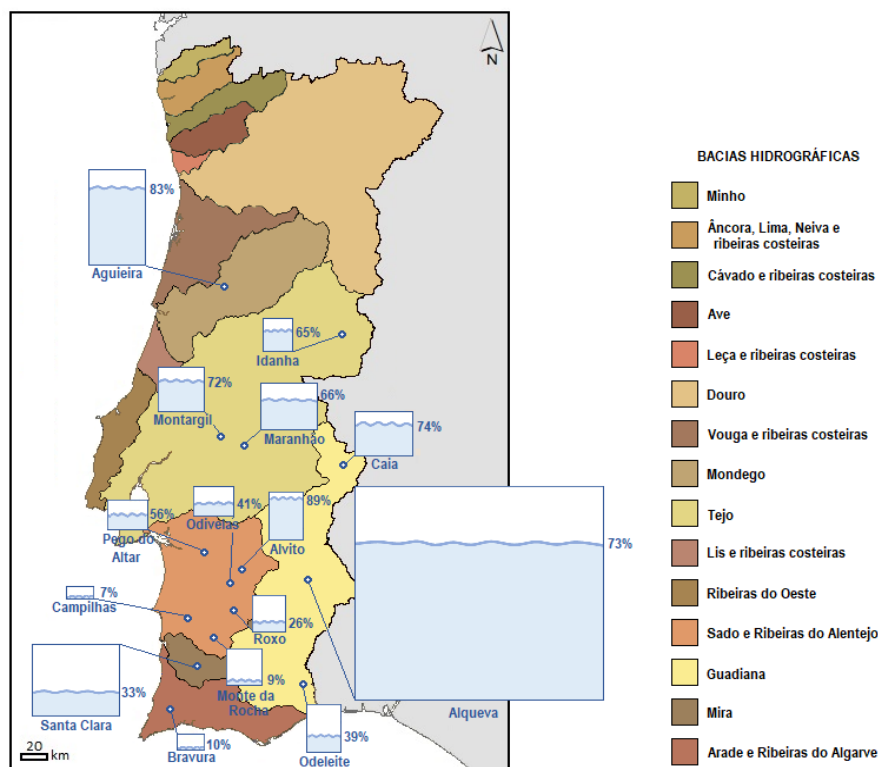 N
83%
Aguieira
65%
Idanha
72%
Montargil
66%
Maranhão
74%
Caia
56%
Pego do
Altar
41%
Odivelas
89%
Alvito
73%
Alqueva
7%
Campilhas
26%
Roxo
9%
Monte da
Rocha
33%
Santa Clara
10%
Bravura
39%
Odeleite
20 km
BACIAS HIDROGRÁFICAS
Minho
Âncora, Lima, Neiva e
ribeiras costeiras
Cávado e ribeiras costeiras
Ave
Leça e ribeiras costeiras
Douro
Vouga e ribeiras costeiras
Mondego
Tejo
Lis e ribeiras costeiras
Ribeiras do Oeste
Sado e Ribeiras do Alentejo
Guadiana
Mira
Arade e Ribeiras do Algarve